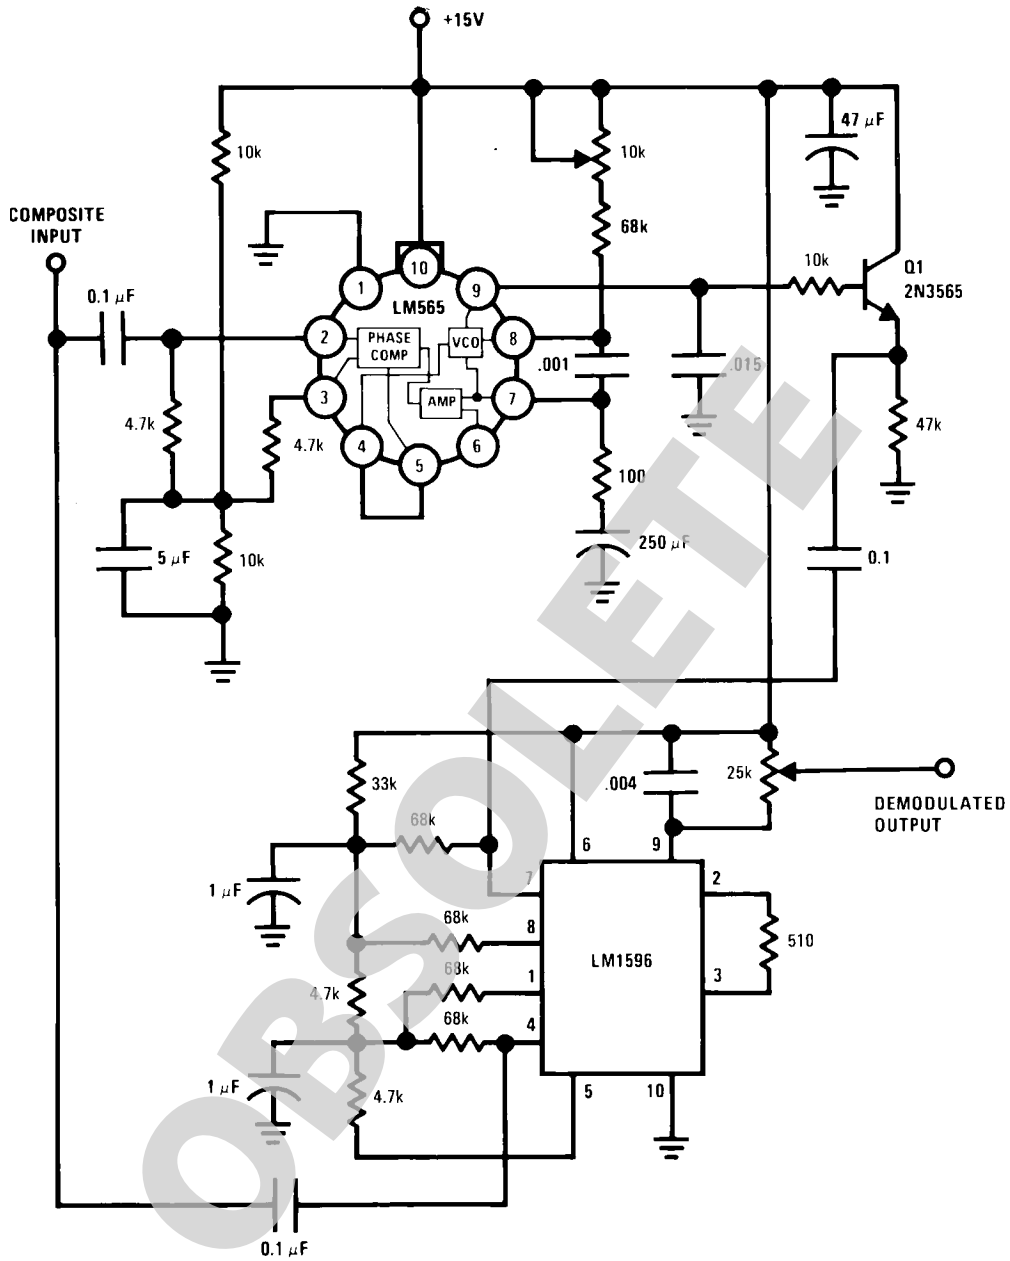 +15V
47 μF
10k
10k
COMPOSITE
INPUT
68k
10k
Q1
2N3565
0.1 μF
1
10
9
LM565
2
PHASE
COMP
VCO
8
.001
.015
3
AMP
7
4.7k
4.7k
4
5
6
47k
100
5 μF
10k
250 μF
0.1
33k
.004
25k
DEMODULATED
OUTPUT
68k
6
9
1 μF
7
2
68k
8
510
LM1596
68k
1
3
4.7k
68k
4
1 μF
4.7k
5
10
0.1 μF
OBSOLETE